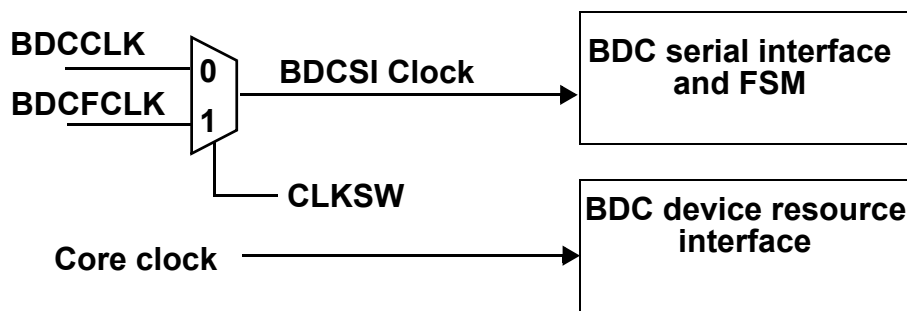 BDCCLK
0
BDCFCLK
1
BDCSI Clock
BDC serial interface
and FSM
CLKSW
Core clock
BDC device resource
interface